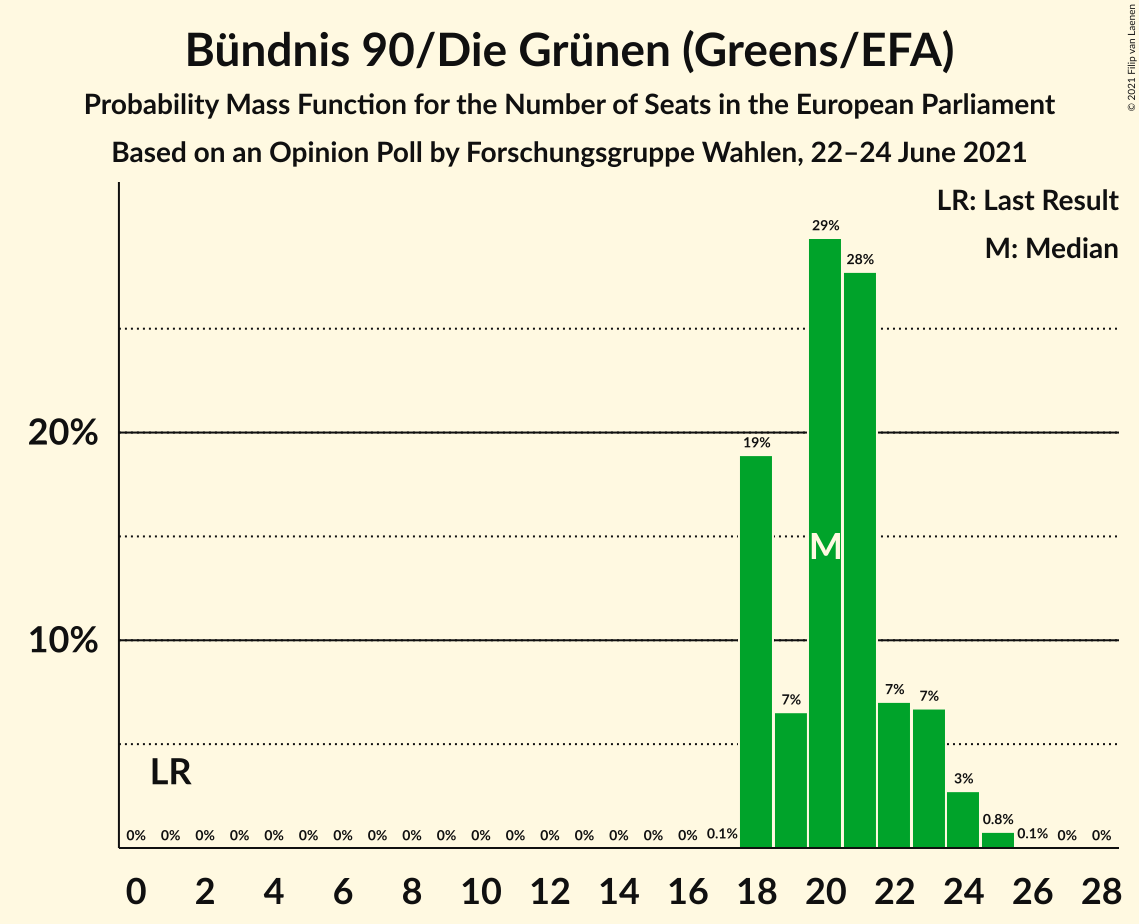 Bündnis 90/Die Grünen (Greens/EFA)
Probability Mass Function for the Number of Seats in the European Parliament
Based on an Opinion Poll by Forschungsgruppe Wahlen, 22–24 June 2021
© 2021 Filip van Laenen
LR: Last Result
M: Median
29%
28%
20%
19%
M
10%
7%
7%
7%
LR
3%
0.8%
0% 0% 0% 0% 0% 0% 0% 0% 0% 0% 0% 0% 0% 0% 0% 0% 0% 0.1% 0.1% 0% 0%
0 2 4 6 8 10 12 14 16 18 20 22 24 26 28